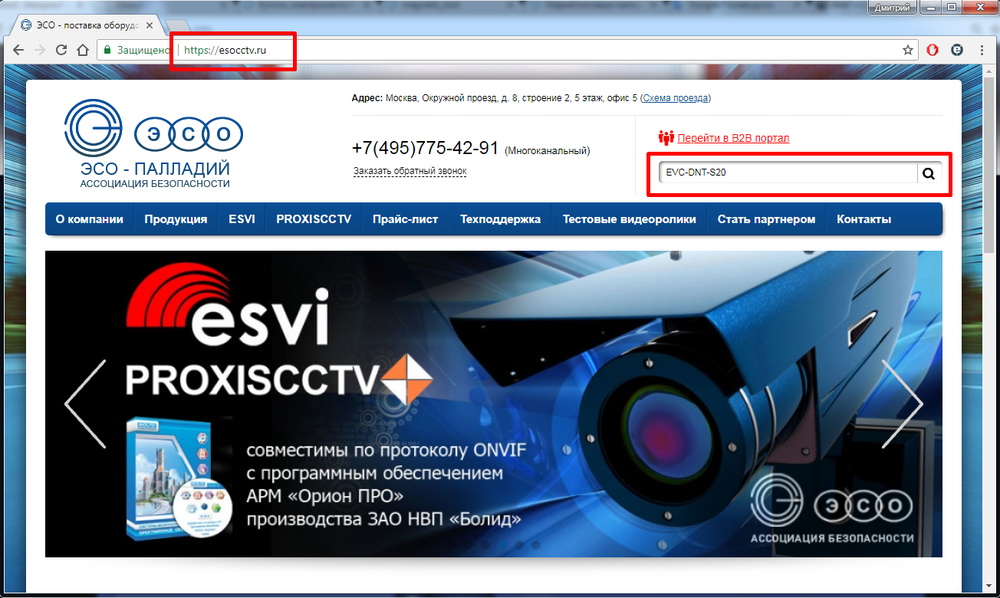 Дмитрий
ЭСО - поставка оборудо
Защищено
https://esocctv.ru
Адрес: Москва, Окружной проезд, д. 8, строение 2, 5 этаж, офис 5 (Схема проезда)
ЭСО
ЭСО - ПАЛЛАДИЙ
АССОЦИАЦИЯ БЕЗОПАСНОСТИ
+7(495)775-42-91 (Многоканальный)
Заказать обратный звонок
Перейти в B2B портал
EVC-DNT-S20
О компании
Продукция
ESVI
PROXISCCTV
Прайс-лист
Техподдержка
Тестовые видеоролики
Стать партнером
Контакты
esvi
PROXISCCTV
совместимы по протоколу ONVIF
с программным обеспечением
АРМ «Орион ПРО»
производства ЗАО НВП «Болид»
ЭСО
АССОЦИАЦИЯ БЕЗОПАСНОСТИ